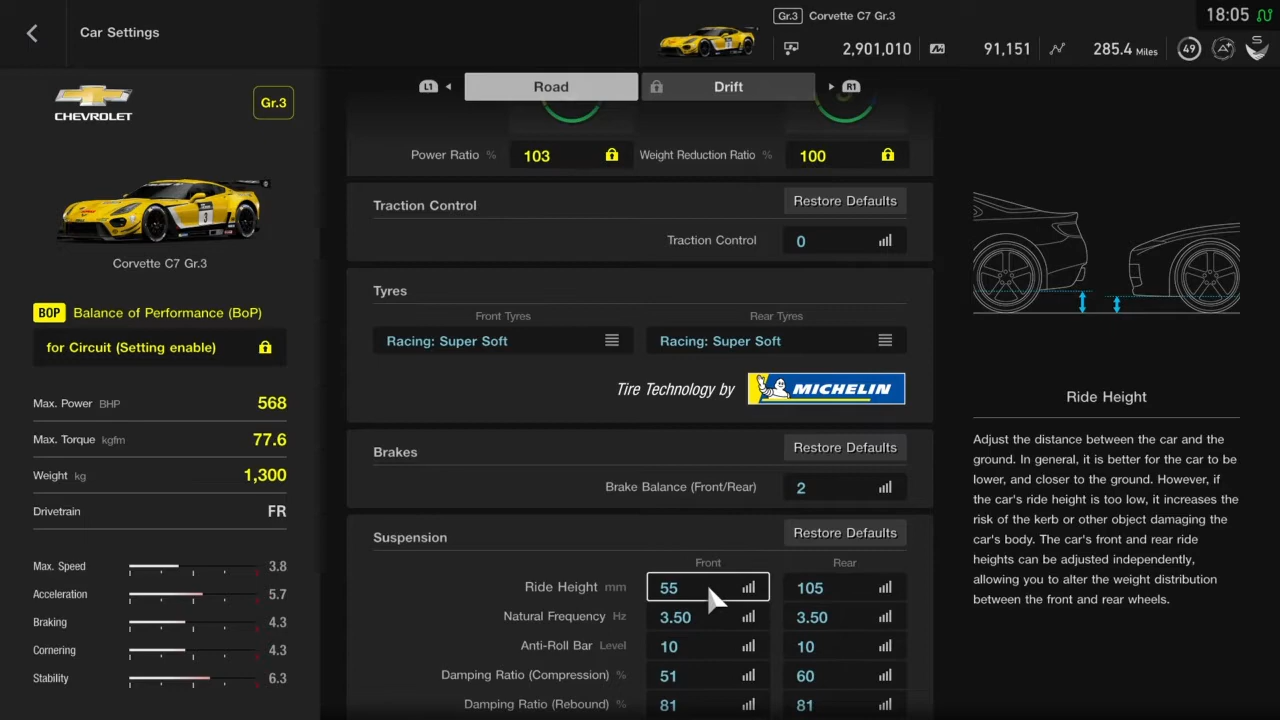 Car Settings
Gr.3 Corvette C7 Gr.3
2,901,010 91,151 285.4 Miles 49 A+ S
18:05
L1 Road Drift R1
CHEVROLET
Gr.3
3
Corvette C7 Gr.3
BOP Balance of Performance (BoP)
for Circuit (Setting enable)
Max. Power BHP 568
Max. Torque kgfm 77.6
Weight kg 1,300
Drivetrain FR
Max. Speed 3.8
Acceleration 5.7
Braking 4.3
Cornering 4.3
Stability 6.3
Power Ratio % 103 Weight Reduction Ratio % 100
Traction Control Restore Defaults
Traction Control 0
Tyres
Front Tyres Rear Tyres
Racing: Super Soft Racing: Super Soft
Tire Technology by MICHELIN
Brakes Restore Defaults
Brake Balance (Front/Rear) 2
Suspension Restore Defaults
Front Rear
Ride Height mm 55 105
Natural Frequency Hz 3.50 3.50
Anti-Roll Bar Level 10 10
Damping Ratio (Compression) % 51 60
Damping Ratio (Rebound) % 81 81
Ride Height
Adjust the distance between the car and the
ground. In general, it is better for the car to be
lower, and closer to the ground. However, if
the car's ride height is too low, it increases the
risk of the kerb or other object damaging the
car's body. The car's front and rear ride
heights can be adjusted independently,
allowing you to alter the weight distribution
between the front and rear wheels.